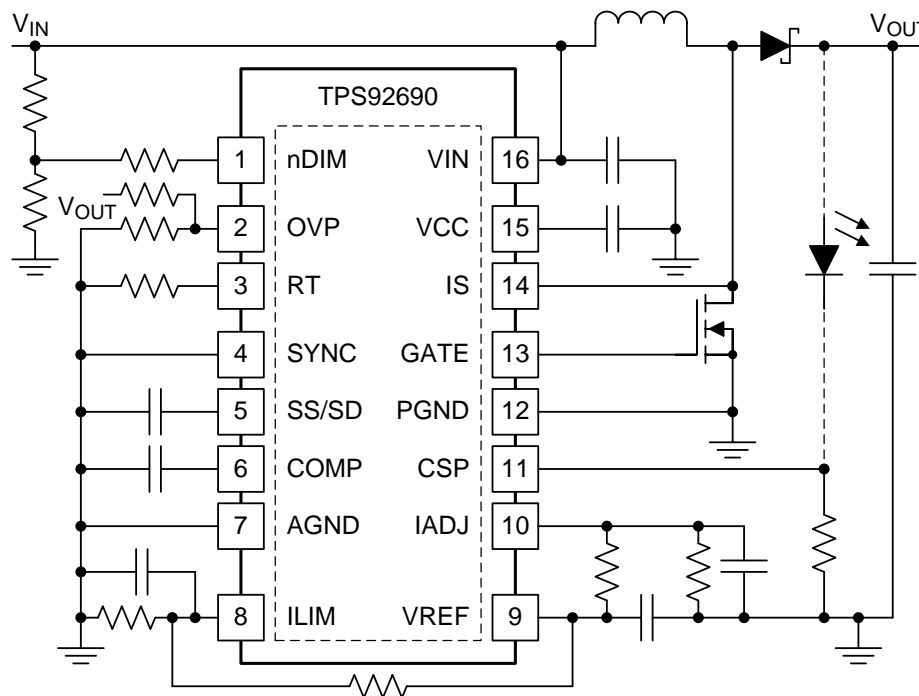 VIN
VOUT
TPS92690
1 nDIM VIN 16
VOUT
2 OVP VCC 15
3 RT IS 14
4 SYNC GATE 13
5 SS/SD PGND 12
6 COMP CSP 11
7 AGND IADJ 10
8 ILIM VREF 9